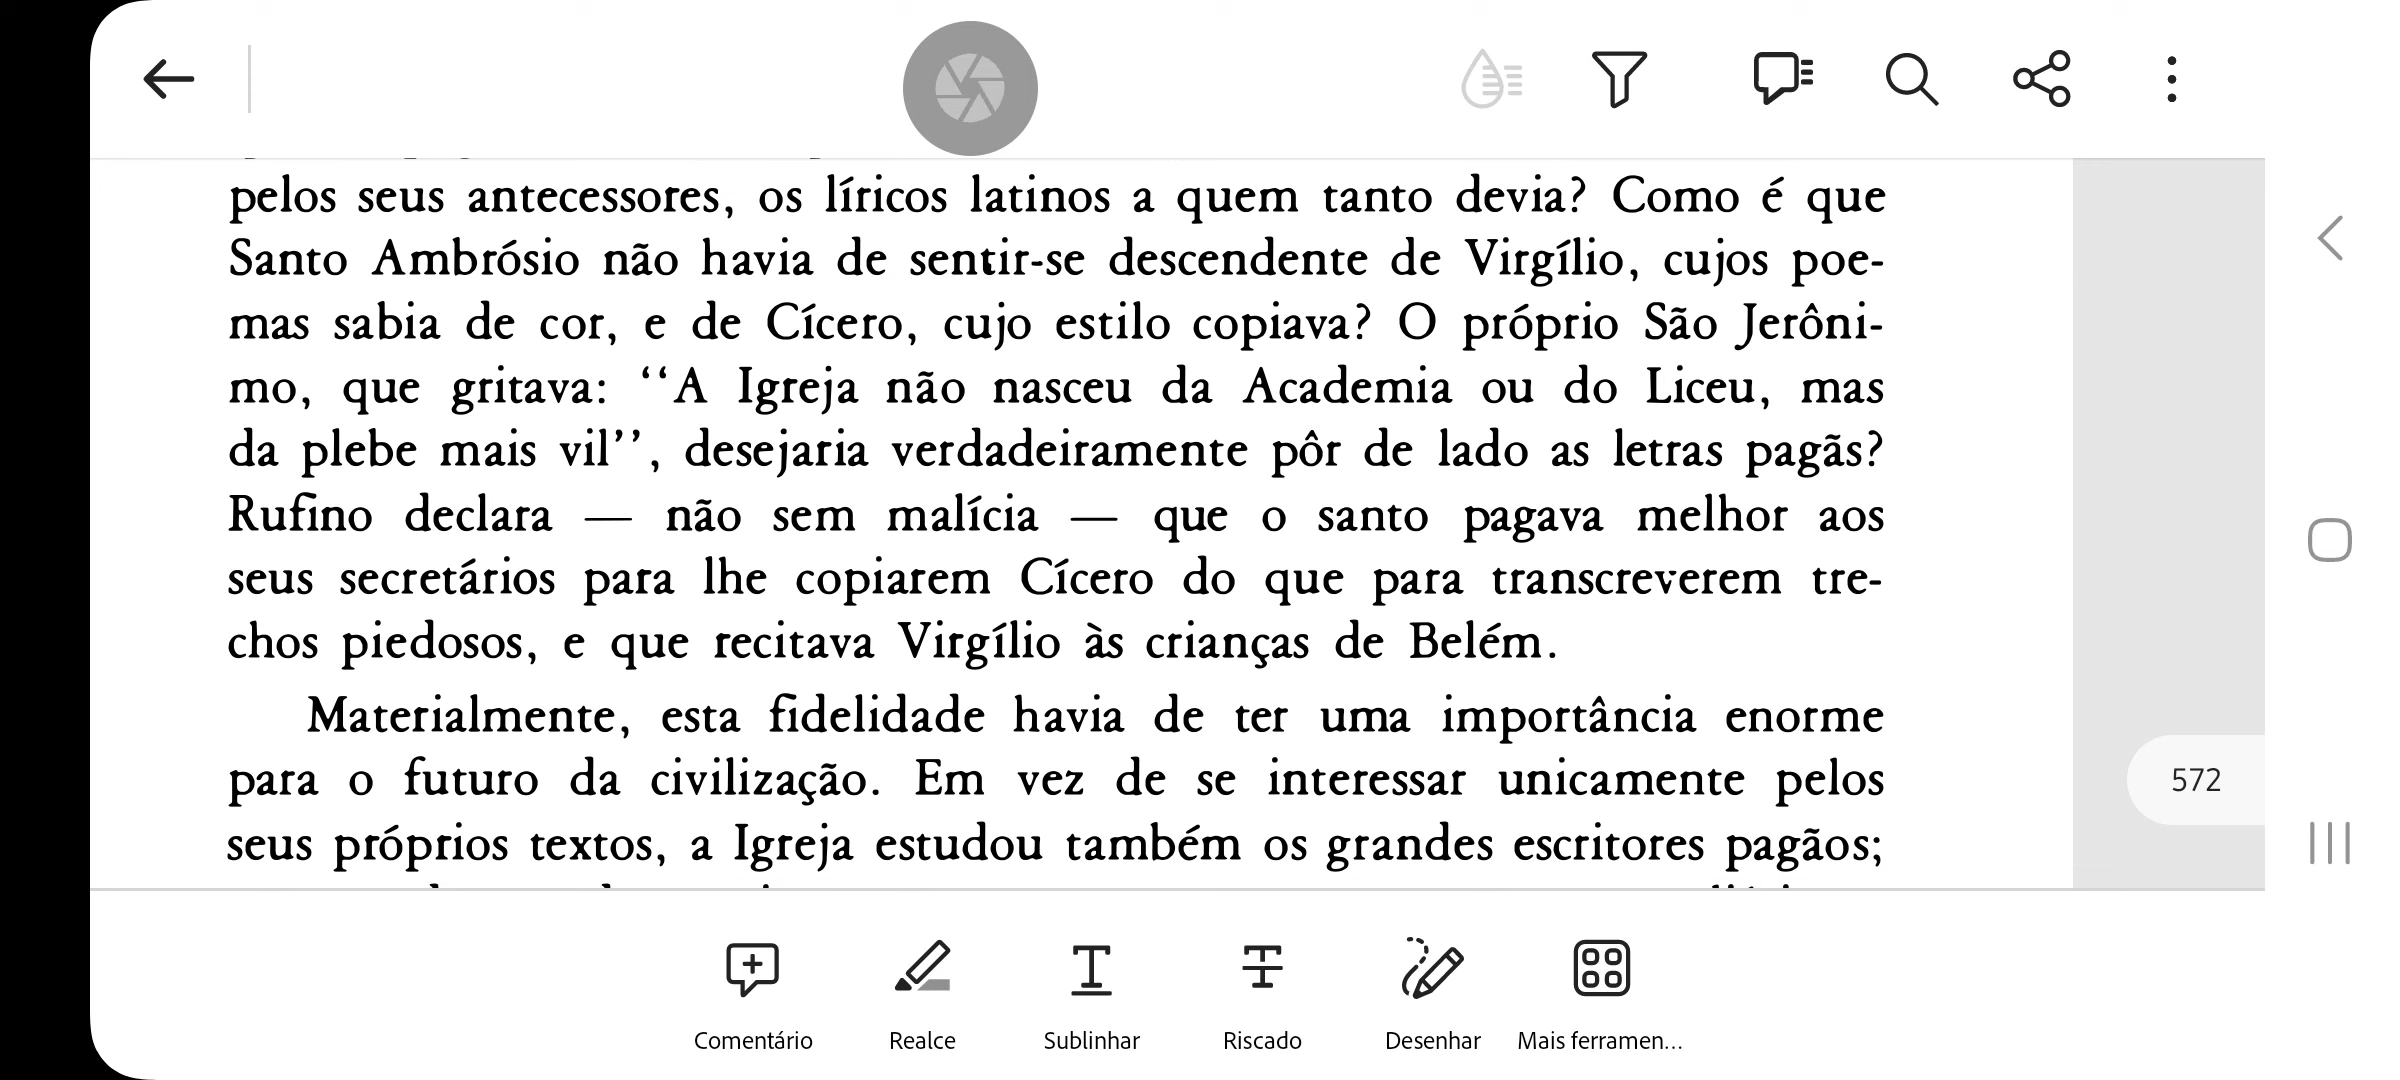 pelos seus antecessores, os líricos latinos a quem tanto devia? Como é que
Santo Ambrósio não havia de sentir-se descendente de Virgílio, cujos poe-
mas sabia de cor, e de Cícero, cujo estilo copiava? O próprio São Jerôni-
mo, que gritava: ‘‘A Igreja não nasceu da Academia ou do Liceu, mas
da plebe mais vil’’, desejaria verdadeiramente pôr de lado as letras pagãs?
Rufino declara — não sem malícia — que o santo pagava melhor aos
seus secretários para lhe copiarem Cícero do que para transcreverem tre-
chos piedosos, e que recitava Virgílio às crianças de Belém.
Materialmente, esta fidelidade havia de ter uma importância enorme
para o futuro da civilização. Em vez de se interessar unicamente pelos
seus próprios textos, a Igreja estudou também os grandes escritores pagãos;
572
Comentário
Realce
Sublinhar
Riscado
Desenhar
Mais ferramen...